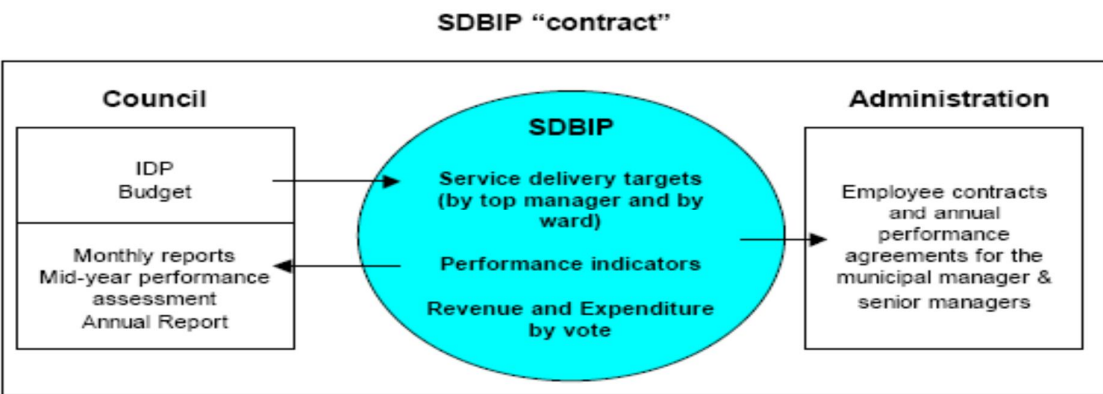 SDBIP “contract”
Council
IDP
Budget
Monthly reports
Mid-year performance
assessment
Annual Report
SDBIP
Service delivery targets
(by top manager and by
ward)
Performance indicators
Revenue and Expenditure
by vote
Administration
Employee contracts
and annual
performance
agreements for the
municipal manager &
senior managers